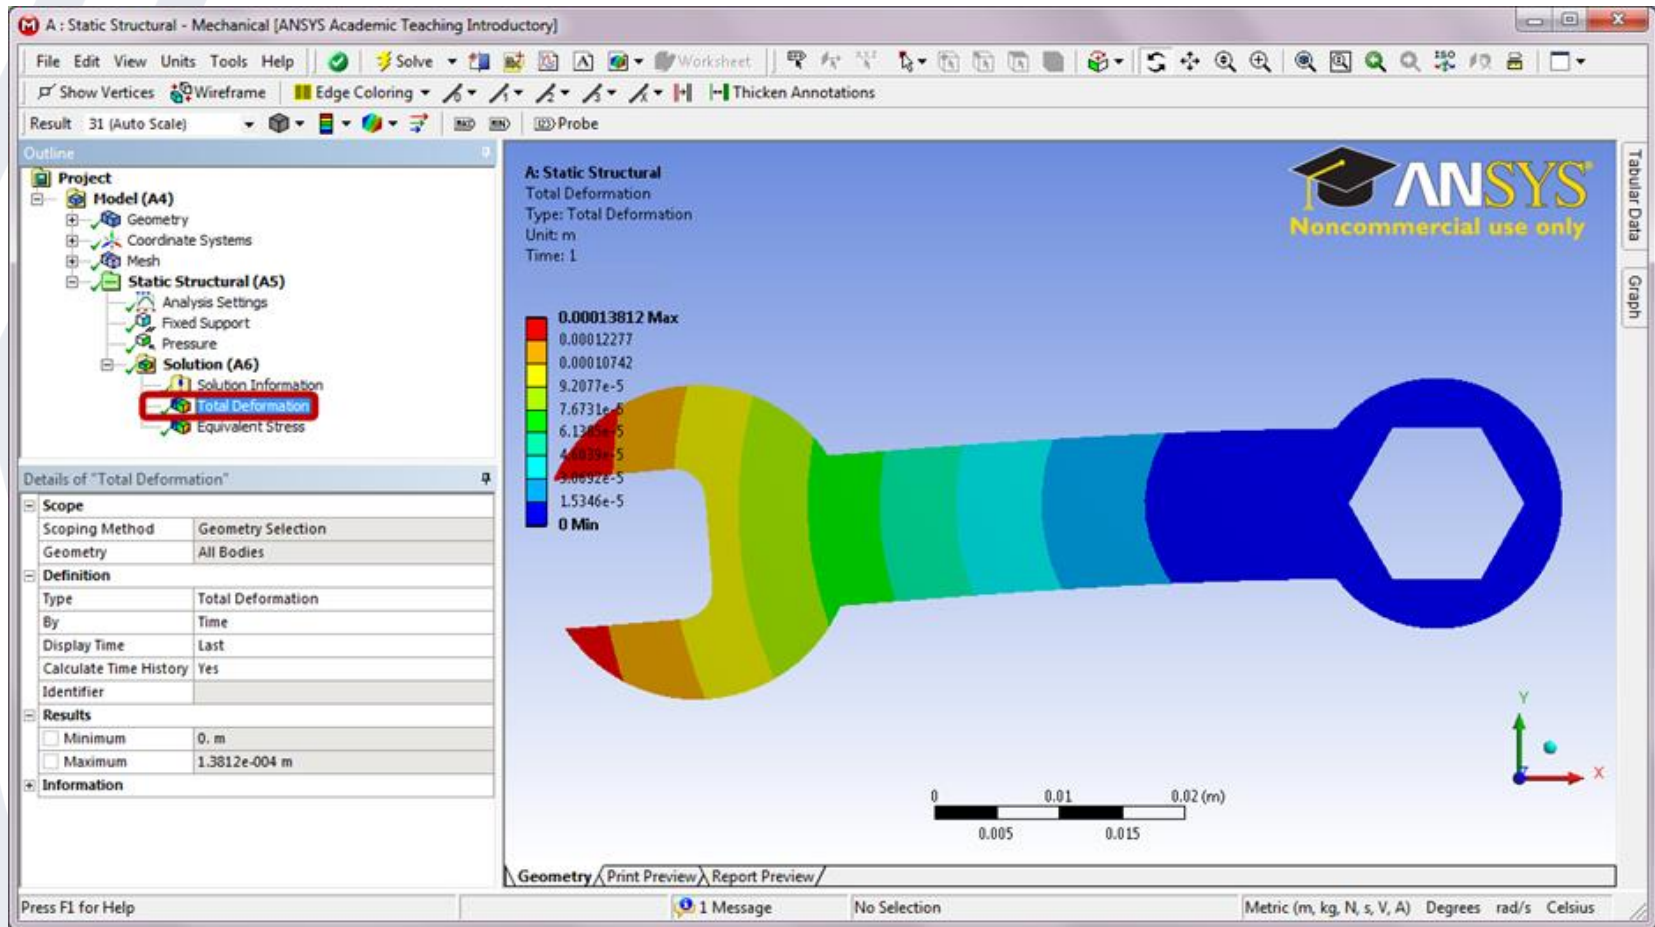 A : Static Structural - Mechanical [ANSYS Academic Teaching Introductory]
File Edit View Units Tools Help Solve Worksheet
Show Vertices Wireframe Edge Coloring Thicken Annotations
Result 31 (Auto Scale) MAX MIN Probe
Outline
Project
Model (A4)
Geometry
Coordinate Systems
Mesh
Static Structural (A5)
Analysis Settings
Fixed Support
Pressure
Solution (A6)
Solution Information
Total Deformation
Equivalent Stress
Details of "Total Deformation"
Scope
Scoping Method Geometry Selection
Geometry All Bodies
Definition
Type Total Deformation
By Time
Display Time Last
Calculate Time History Yes
Identifier
Results
Minimum 0. m
Maximum 1.3812e-004 m
Information
A: Static Structural
Total Deformation
Type: Total Deformation
Unit: m
Time: 1
0.00013812 Max
0.00012277
0.00010742
9.2077e-5
7.6731e-5
1.5346e-5
0 Min
ANSYS
Noncommercial use only
Y
X
0 0.01 0.02 (m)
0.005 0.015
Geometry Print Preview Report Preview
Tabular Data
Graph
Press F1 for Help 1 Message No Selection Metric (m, kg, N, s, V, A) Degrees rad/s Celsius